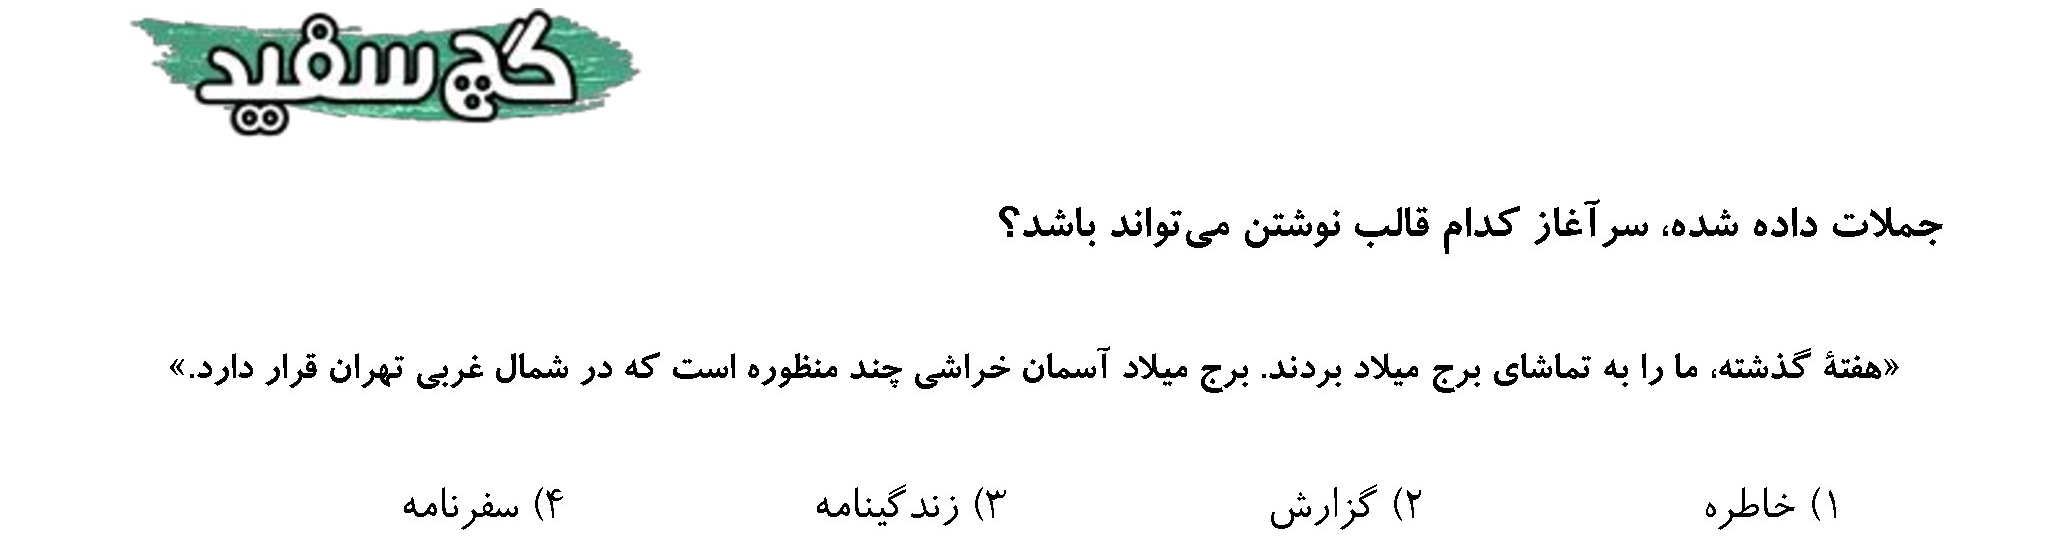 گچ سفید
جملات داده شده، سرآغاز کدام قالب نوشتن می‌تواند باشد؟
«هفتهٔ گذشته، ما را به تماشای برج میلاد بردند. برج میلاد آسمان خراشی چند منظوره است که در شمال غربی تهران قرار دارد.»
۱) خاطره ۲) گزارش ۳) زندگینامه ۴) سفرنامه